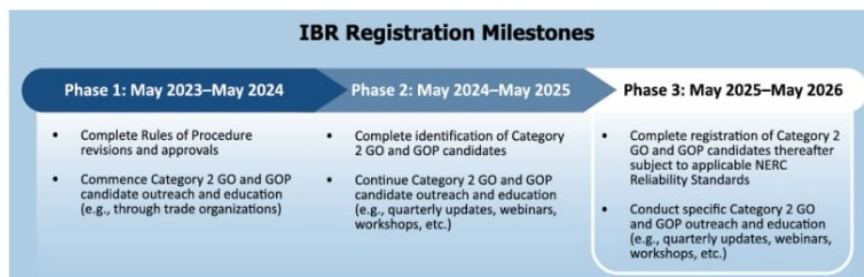 IBR Registration Milestones
Phase 1: May 2023–May 2024
• Complete Rules of Procedure
revisions and approvals
• Commence Category 2 GO and GOP
candidate outreach and education
(e.g., through trade organizations)
Phase 2: May 2024–May 2025
• Complete identification of Category
2 GO and GOP candidates
• Continue Category 2 GO and GOP
candidate outreach and education
(e.g., quarterly updates, webinars,
workshops, etc.)
Phase 3: May 2025–May 2026
• Complete registration of Category 2
GO and GOP candidates thereafter
subject to applicable NERC
Reliability Standards
• Conduct specific Category 2 GO
and GOP outreach and education
(e.g., quarterly updates, webinars,
workshops, etc.)